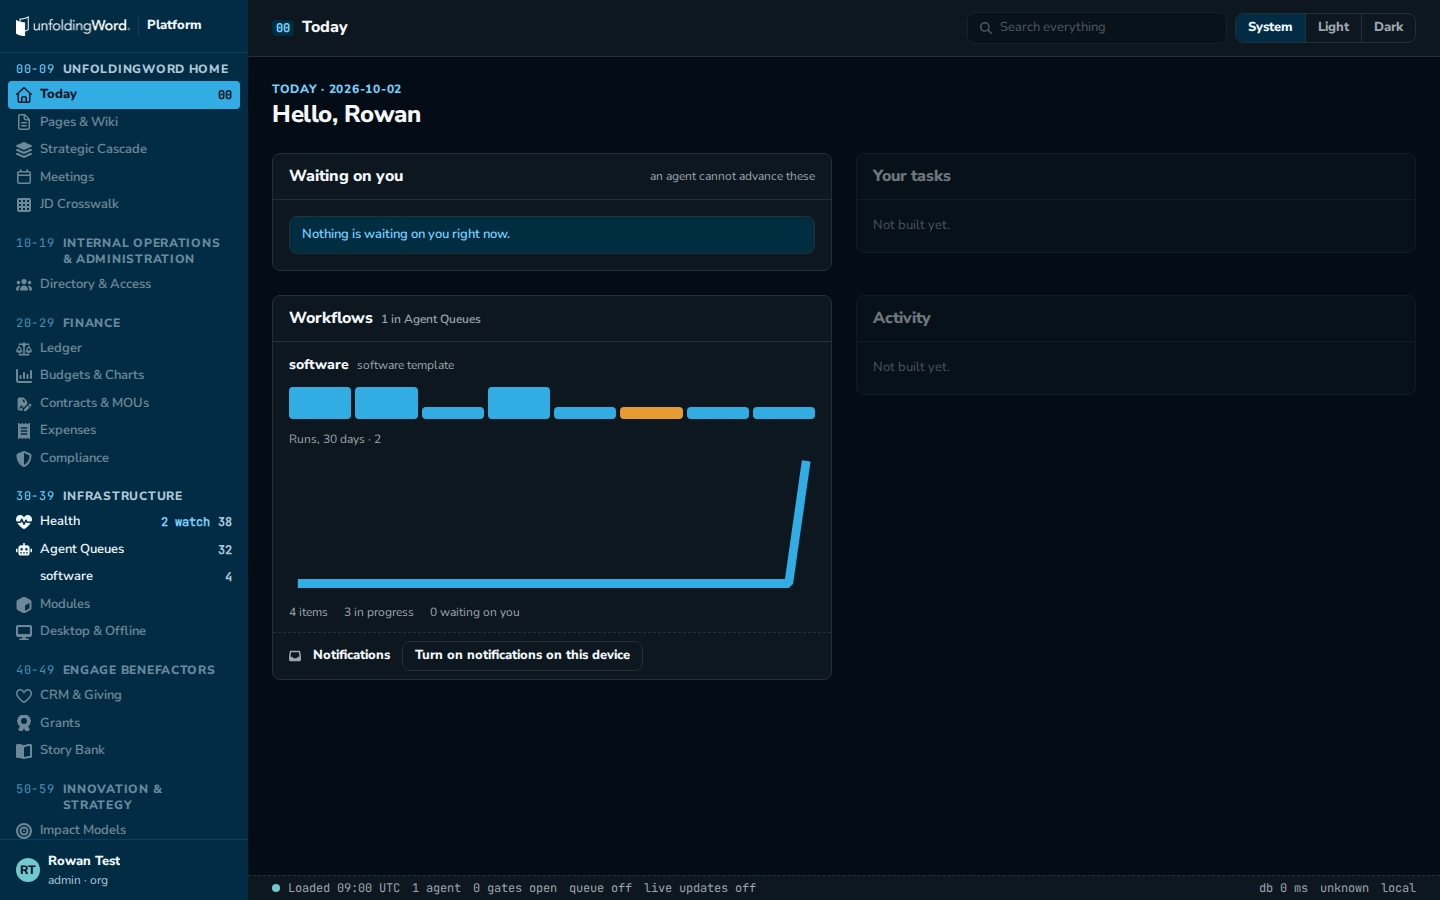 unfoldingWord Platform
00-09 UNFOLDINGWORD HOME
Today 00
Pages & Wiki
Strategic Cascade
Meetings
JD Crosswalk
10-19 INTERNAL OPERATIONS
& ADMINISTRATION
Directory & Access
20-29 FINANCE
Ledger
Budgets & Charts
Contracts & MOUs
Expenses
Compliance
30-39 INFRASTRUCTURE
Health 2 watch 38
Agent Queues 32
software 4
Modules
Desktop & Offline
40-49 ENGAGE BENEFACTORS
CRM & Giving
Grants
Story Bank
50-59 INNOVATION &
STRATEGY
Impact Models
RT Rowan Test
admin · org
00 Today
Search everything
System Light Dark
TODAY · 2026-10-02
Hello, Rowan
Waiting on you an agent cannot advance these
Nothing is waiting on you right now.
Your tasks
Not built yet.
Workflows 1 in Agent Queues
software software template
Runs, 30 days · 2
4 items 3 in progress 0 waiting on you
Notifications Turn on notifications on this device
Activity
Not built yet.
Loaded 09:00 UTC 1 agent 0 gates open queue off live updates off
db 0 ms unknown local